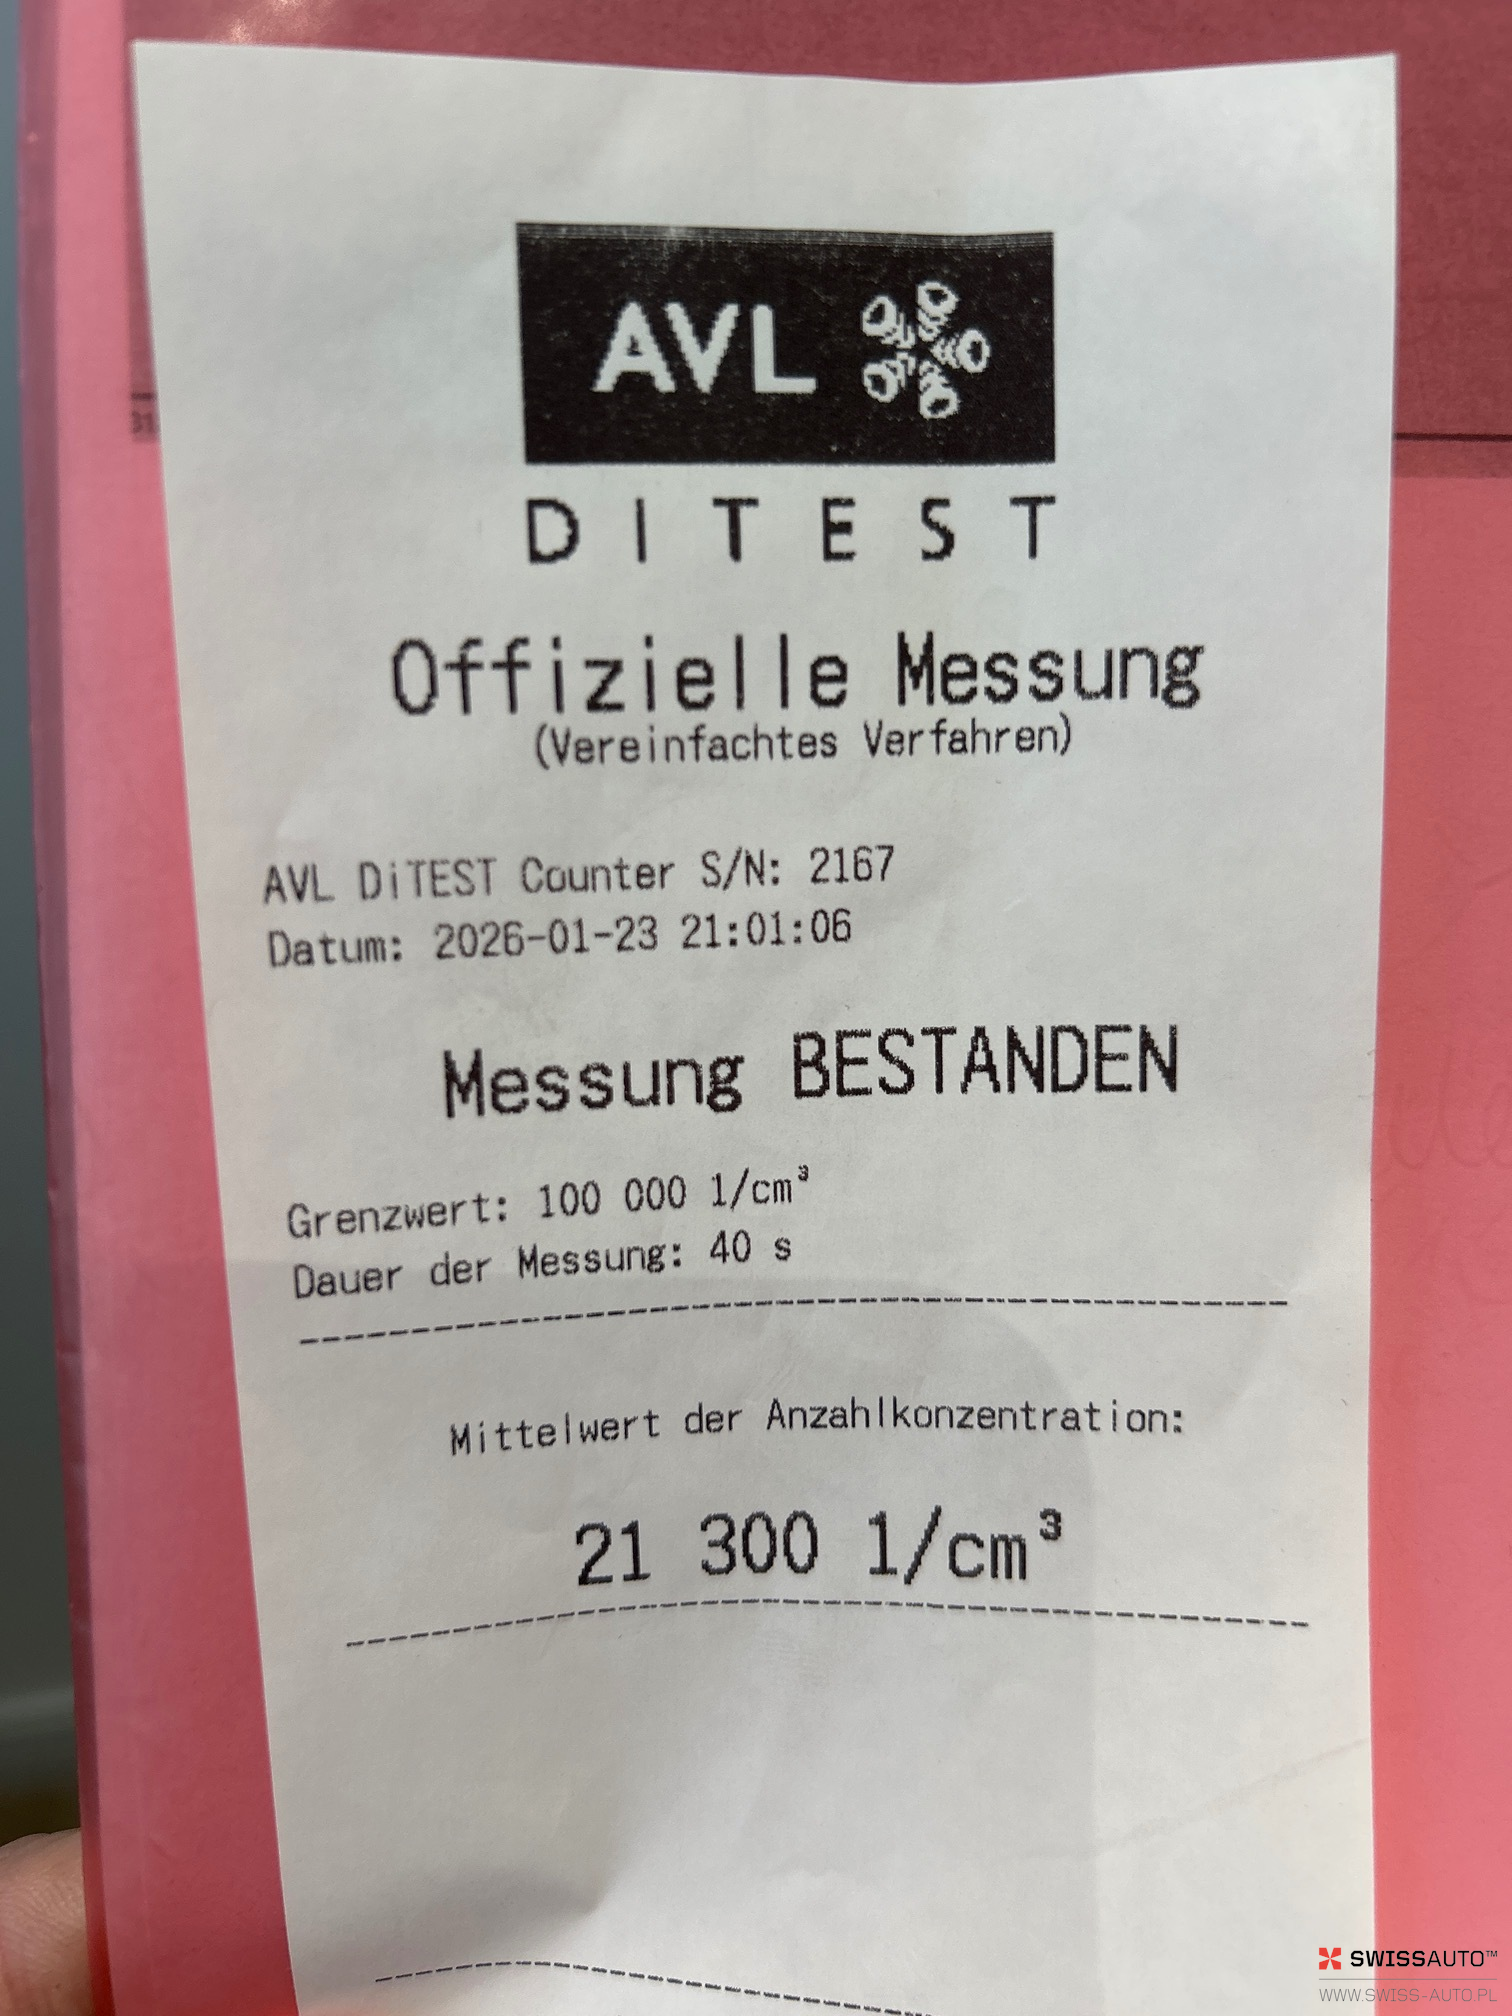 AVL
DITEST
Offizielle Messung
(Vereinfachtes Verfahren)
AVL DiTEST Counter S/N: 2167
Datum: 2026-01-23 21:01:06
Messung BESTANDEN
Grenzwert: 100 000 1/cm³
Dauer der Messung: 40 s
Mittelwert der Anzahlkonzentration:
21 300 1/cm³
SWISSAUTO™
WWW.SWISS-AUTO.PL